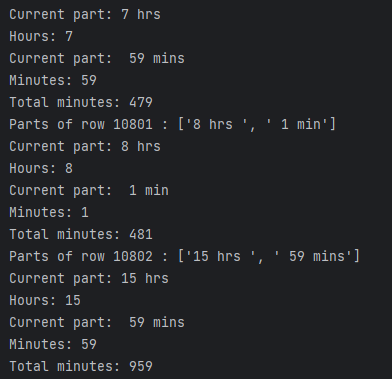 Current part: 7 hrs
Hours: 7
Current part:  59 mins
Minutes: 59
Total minutes: 479
Parts of row 10801 : ['8 hrs ', ' 1 min']
Current part: 8 hrs
Hours: 8
Current part:  1 min
Minutes: 1
Total minutes: 481
Parts of row 10802 : ['15 hrs ', ' 59 mins']
Current part: 15 hrs
Hours: 15
Current part:  59 mins
Minutes: 59
Total minutes: 959